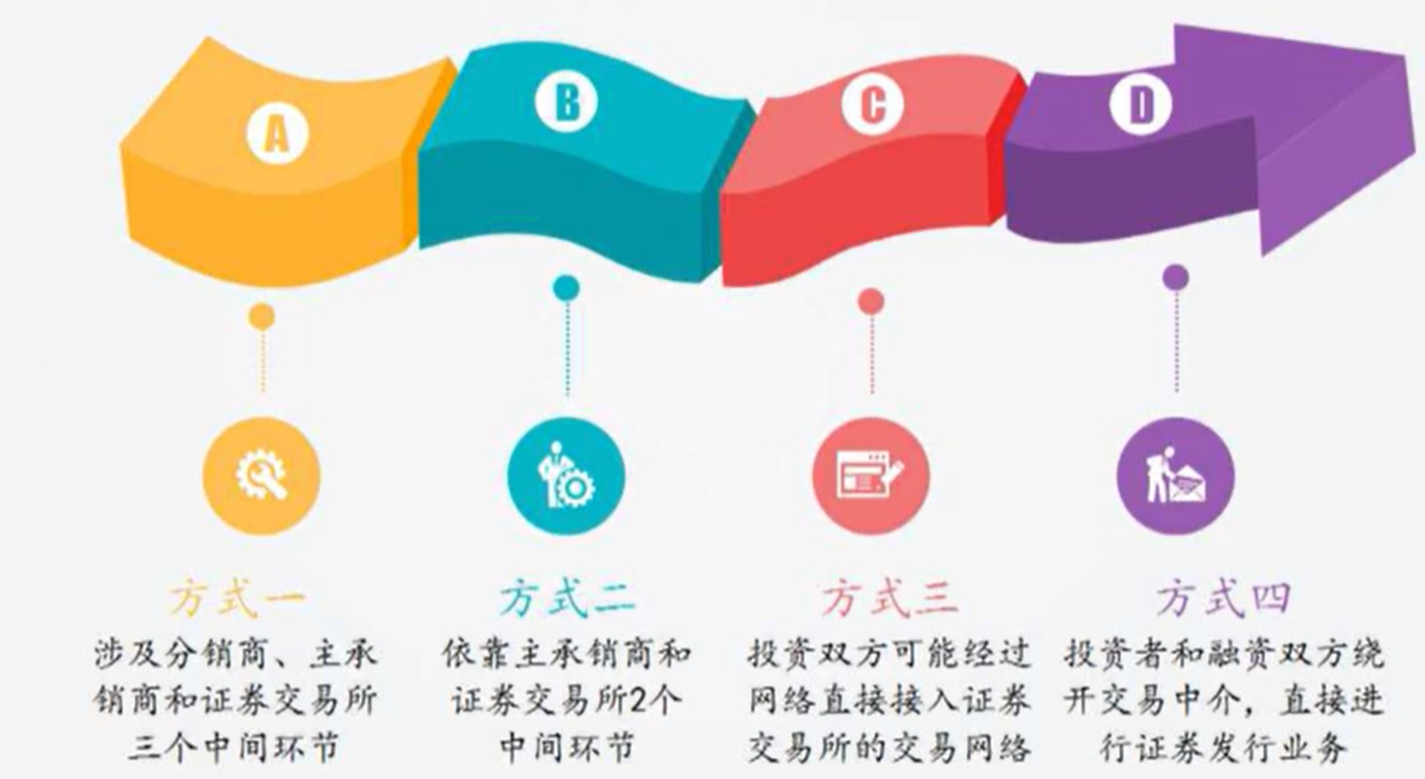 A
B
C
D
方式一
涉及分销商、主承
销商和证券交易所
三个中间环节
方式二
依靠主承销商和
证券交易所2个
中间环节
方式三
投资双方可能经过
网络直接接入证券
交易所的交易网络
方式四
投资者和融资双方绕
开交易中介，直接进
行证券发行业务